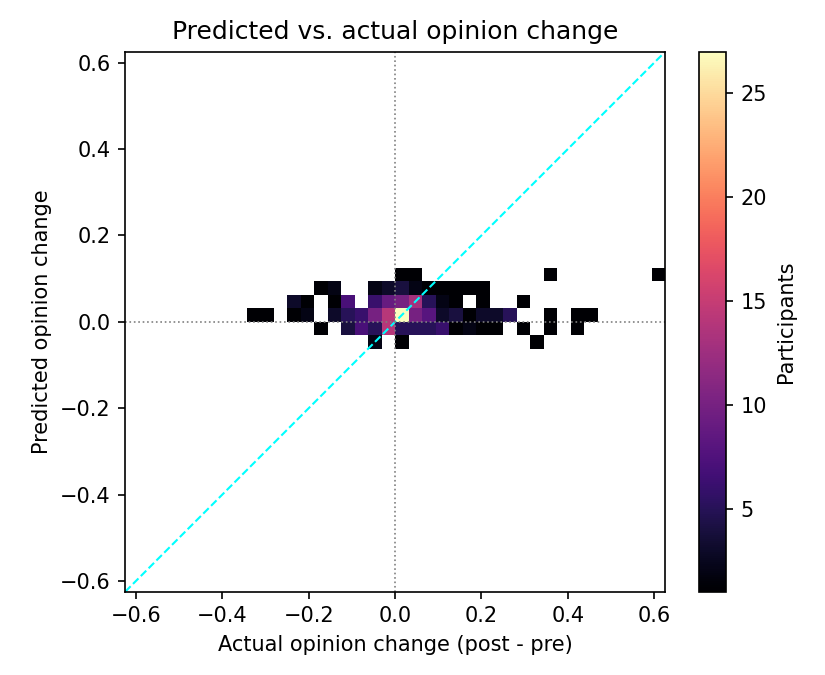 Predicted vs. actual opinion change
0.6
0.4
0.2
0.0
−0.2
−0.4
−0.6
Predicted opinion change
−0.6 −0.4 −0.2 0.0 0.2 0.4 0.6
Actual opinion change (post - pre)
25
20
15
10
5
Participants